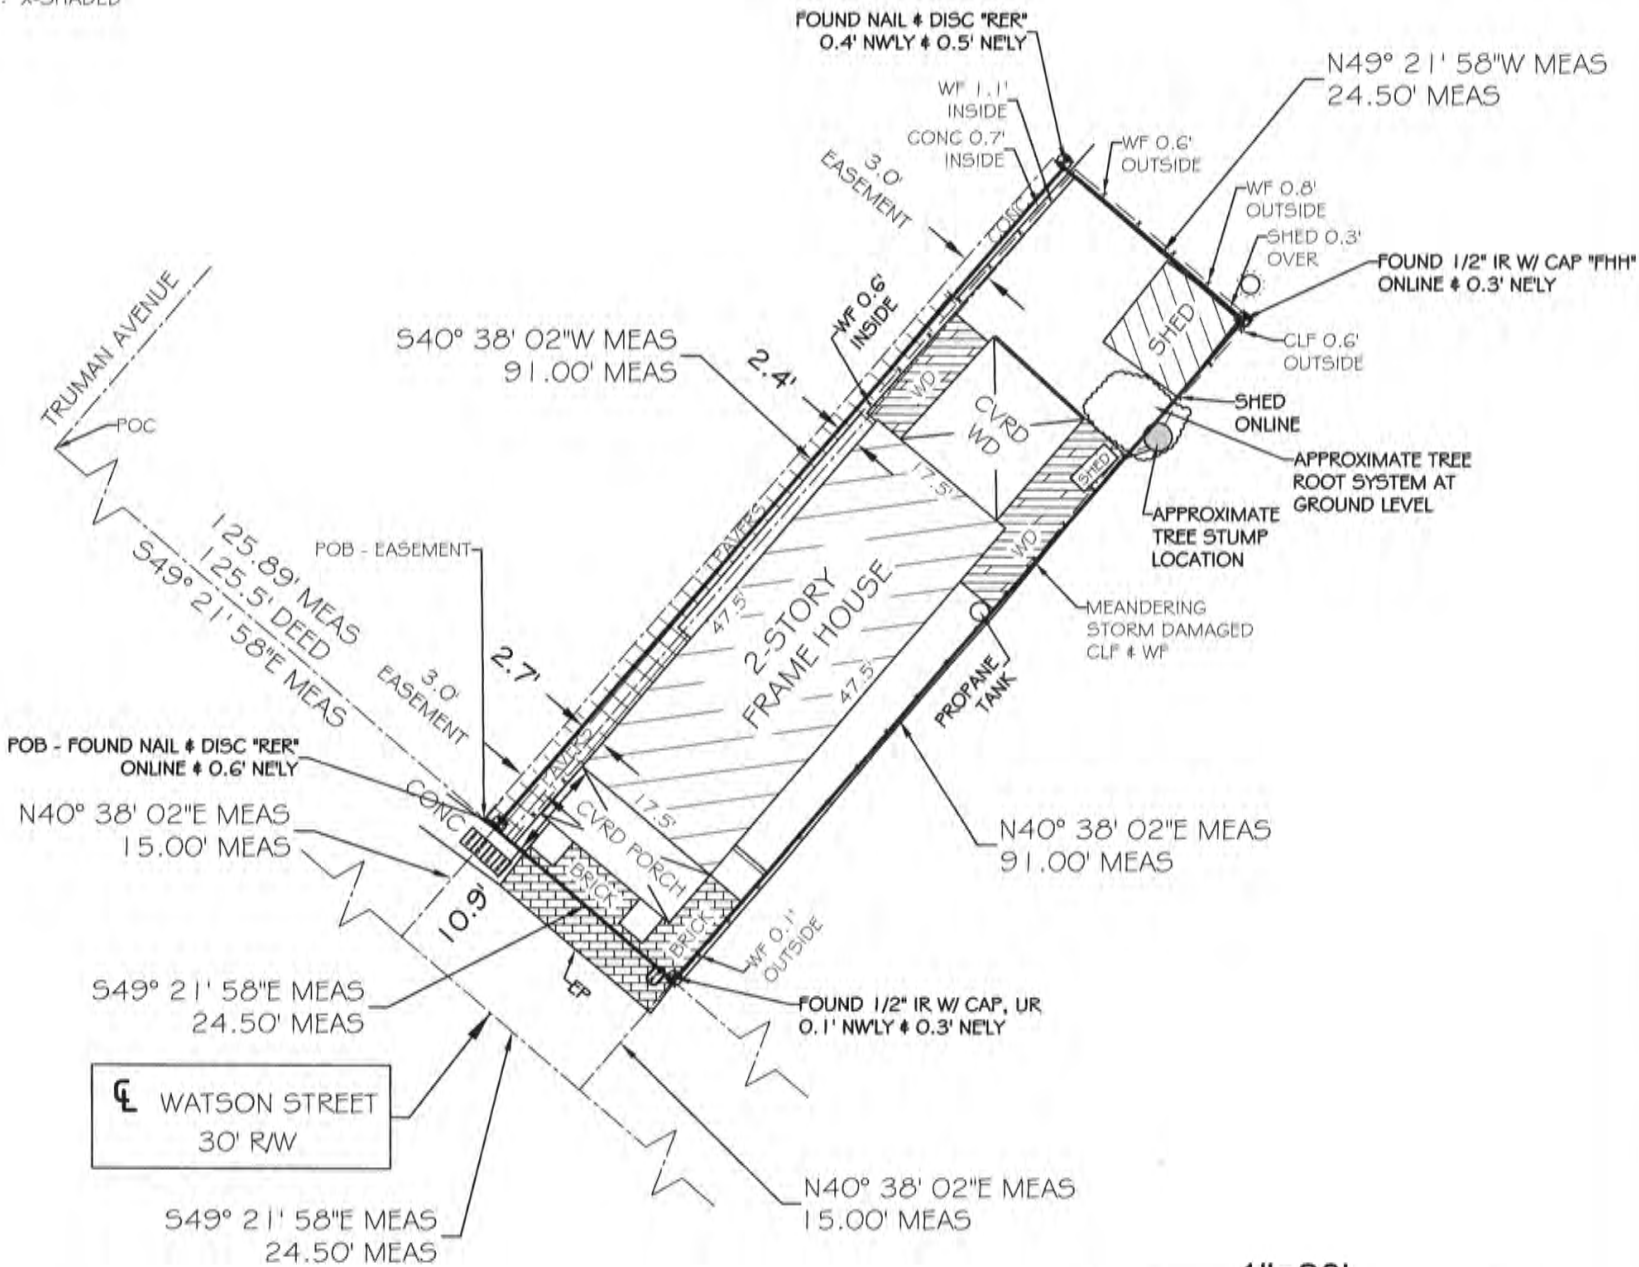 X-SHADED
FOUND NAIL & DISC "RER"
0.4' NW'LY & 0.5' NE'LY
N49° 21' 58"W MEAS
24.50' MEAS
WF 1.1'
INSIDE
CONC 0.7'
INSIDE
WF 0.6'
OUTSIDE
3.0'
EASEMENT
WF 0.8'
OUTSIDE
CONC
SHED 0.3'
OVER
FOUND 1/2" IR W/ CAP "FHH"
ONLINE & 0.3' NE'LY
TRUMAN AVENUE
POC
WF 0.6'
INSIDE
S40° 38' 02"W MEAS
91.00' MEAS
2.4'
SHED
CLF 0.6'
OUTSIDE
WD
CVRD
WD
SHED
ONLINE
APPROXIMATE TREE
ROOT SYSTEM AT
GROUND LEVEL
SHED
17.5'
APPROXIMATE
TREE STUMP
LOCATION
125.89' MEAS
125.5' DEED
S49° 21' 58"E MEAS
POB - EASEMENT
PAVERS
WD
47.5'
2-STORY
FRAME HOUSE
47.5'
MEANDERING
STORM DAMAGED
CLF & WF
PROPANE
TANK
3.0'
EASEMENT
2.7'
POB - FOUND NAIL & DISC "RER"
ONLINE & 0.6' NE'LY
PAVERS
CONC
N40° 38' 02"E MEAS
15.00' MEAS
17.5'
CVRD PORCH
N40° 38' 02"E MEAS
91.00' MEAS
BRICK
10.9'
BRICK
WF 0.1'
OUTSIDE
S49° 21' 58"E MEAS
24.50' MEAS
EP
FOUND 1/2" IR W/ CAP, UR
0.1' NW'LY & 0.3' NE'LY
℄ WATSON STREET
30' R/W
N40° 38' 02"E MEAS
15.00' MEAS
S49° 21' 58"E MEAS
24.50' MEAS